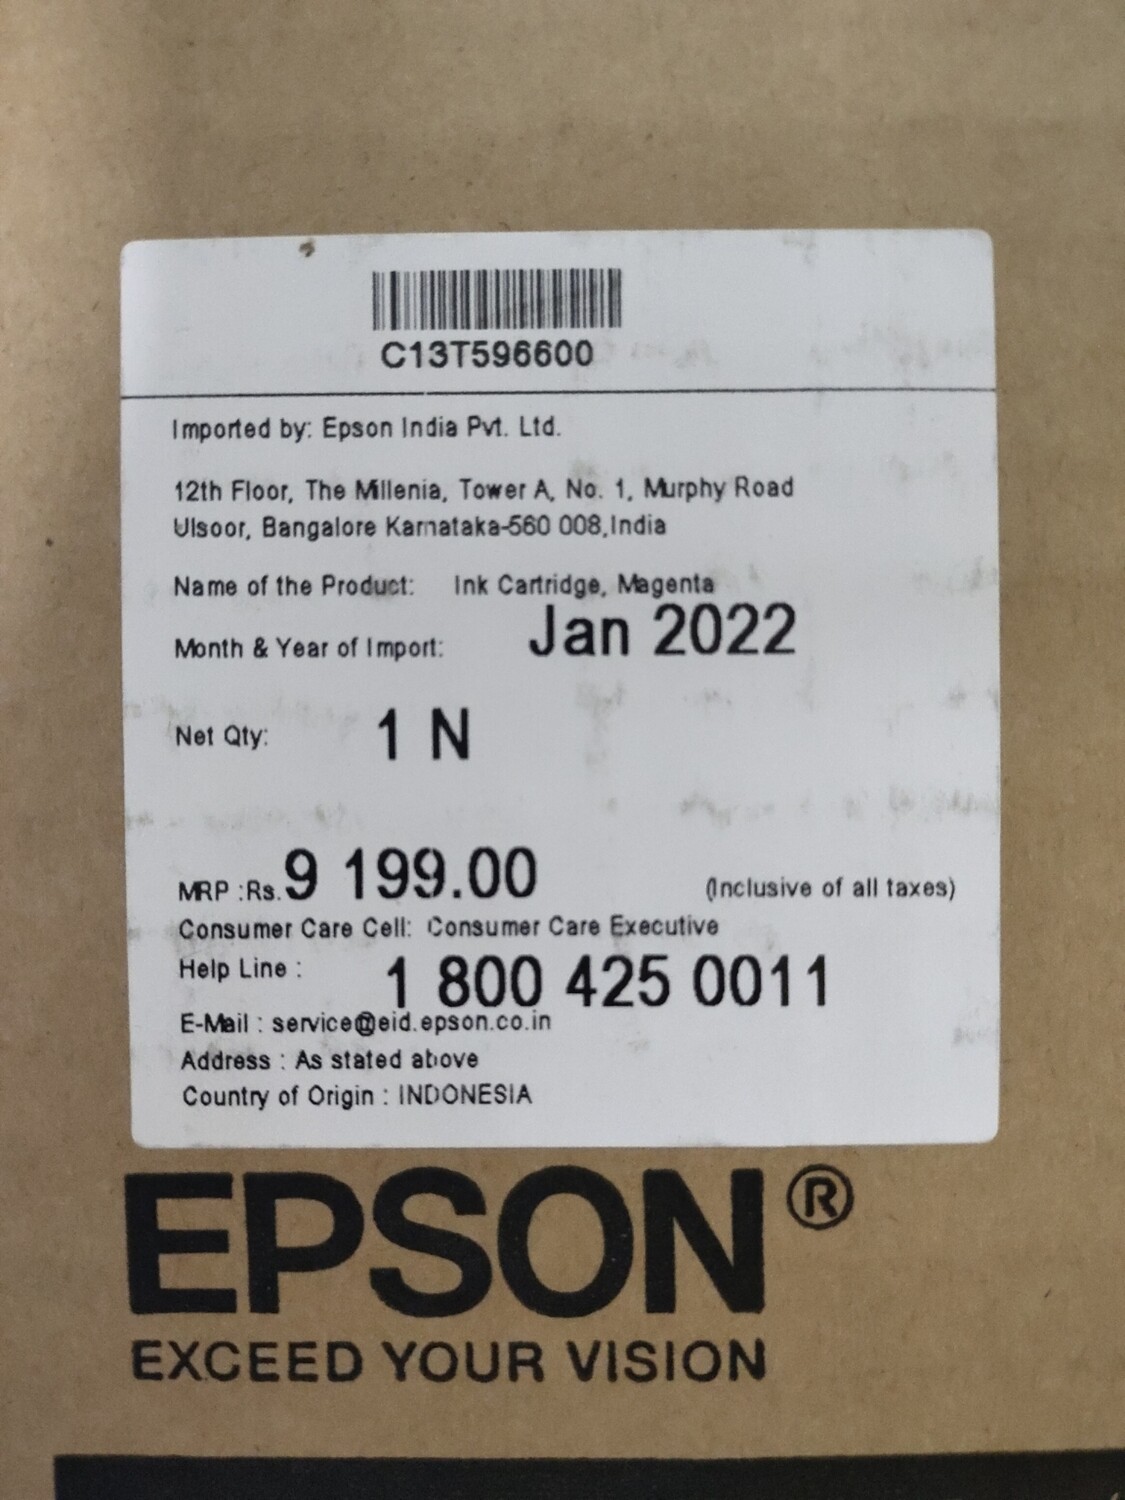 C13T596600
Imported by: Epson India Pvt. Ltd.
12th Floor, The Millenia, Tower A, No. 1, Murphy Road
Ulsoor, Bangalore Karnataka-560 008,India
Name of the Product: Ink Cartridge, Magenta
Month & Year of Import: Jan 2022
Net Qty: 1 N
MRP :Rs. 9 199.00 (Inclusive of all taxes)
Consumer Care Cell: Consumer Care Executive
Help Line : 1 800 425 0011
E-Mail : service@eid.epson.co.in
Address : As stated above
Country of Origin : INDONESIA
EPSON®
EXCEED YOUR VISION